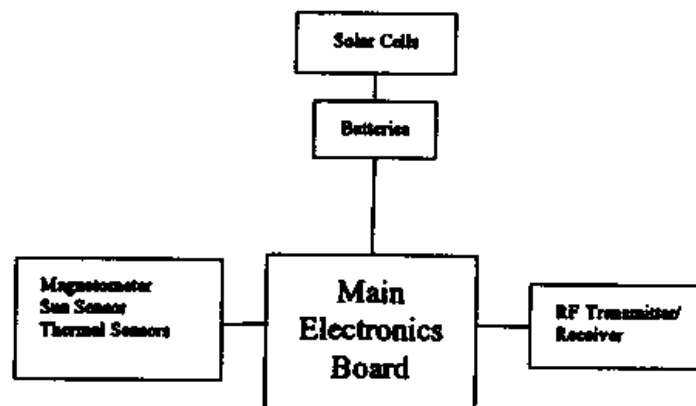 Solar Cells
Batteries
Magnetometer
Sun Sensor
Thermal Sensors
Main
Electronics
Board
RF Transmitter/
Receiver